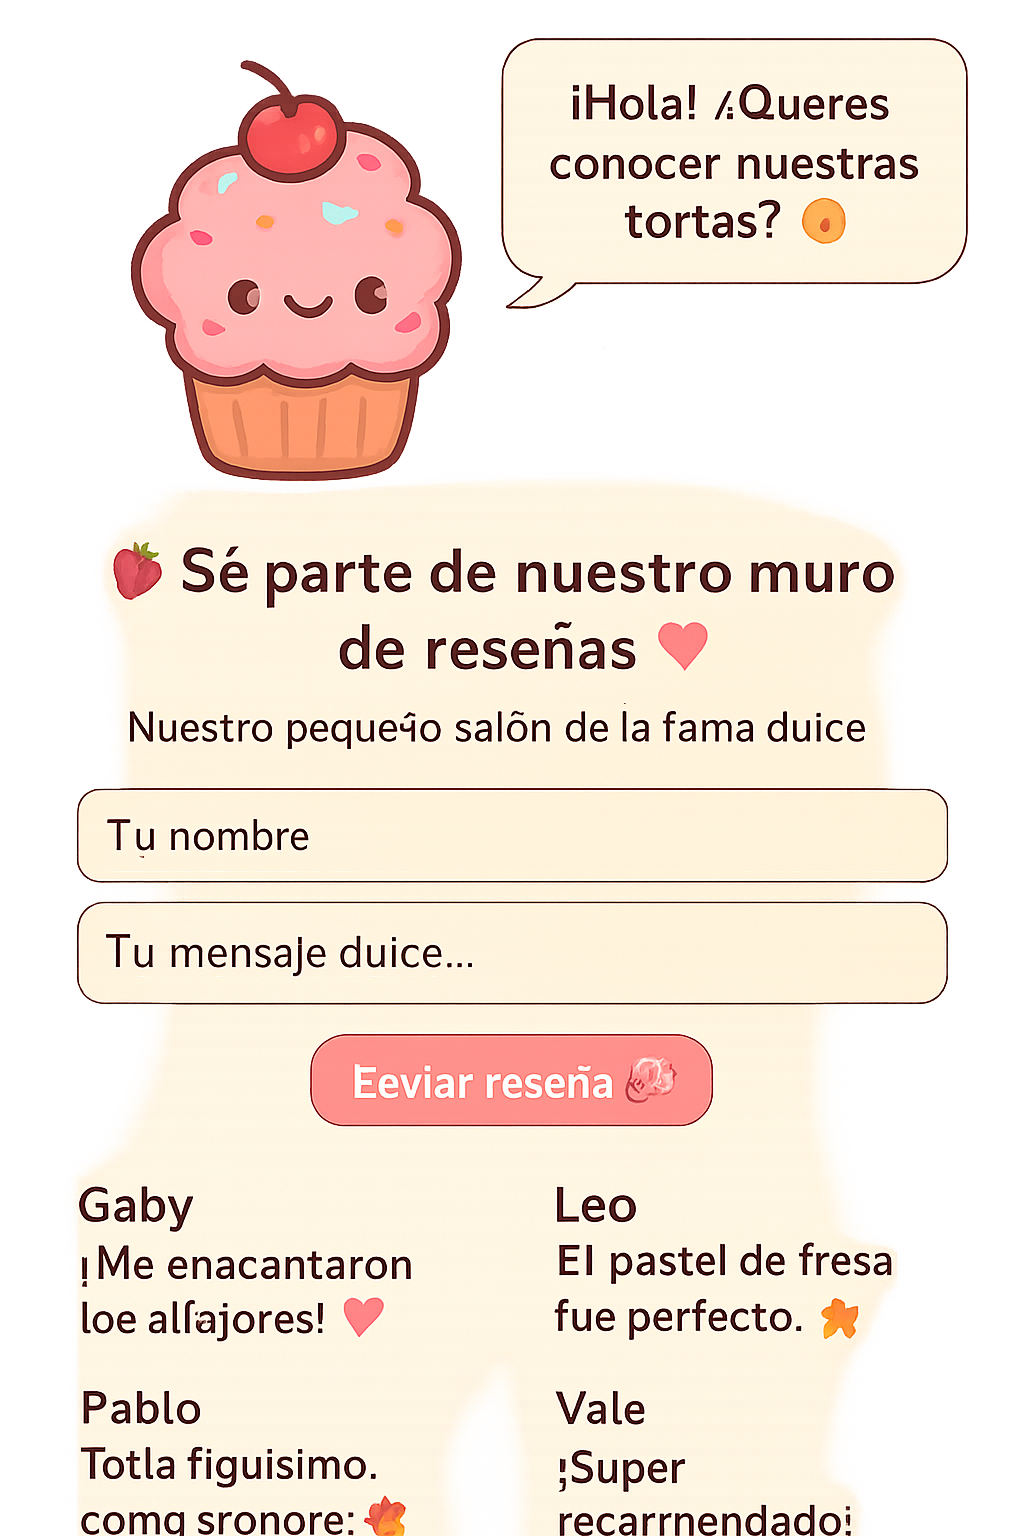 ¡Hola! ¿Queres
conocer nuestras
tortas?
Sé parte de nuestro muro
de reseñas
Nuestro salõn de la fama duice
Tu nombre
Tu mensaje duice...
Eeviar reseña
Gaby
¡Me enacantaron
loe alfajores!
Leo
El pastel de fresa
fue perfecto.
Pablo
Totla figuisimo.
comg sronore:
Vale
¡Super
recarrnendado¡